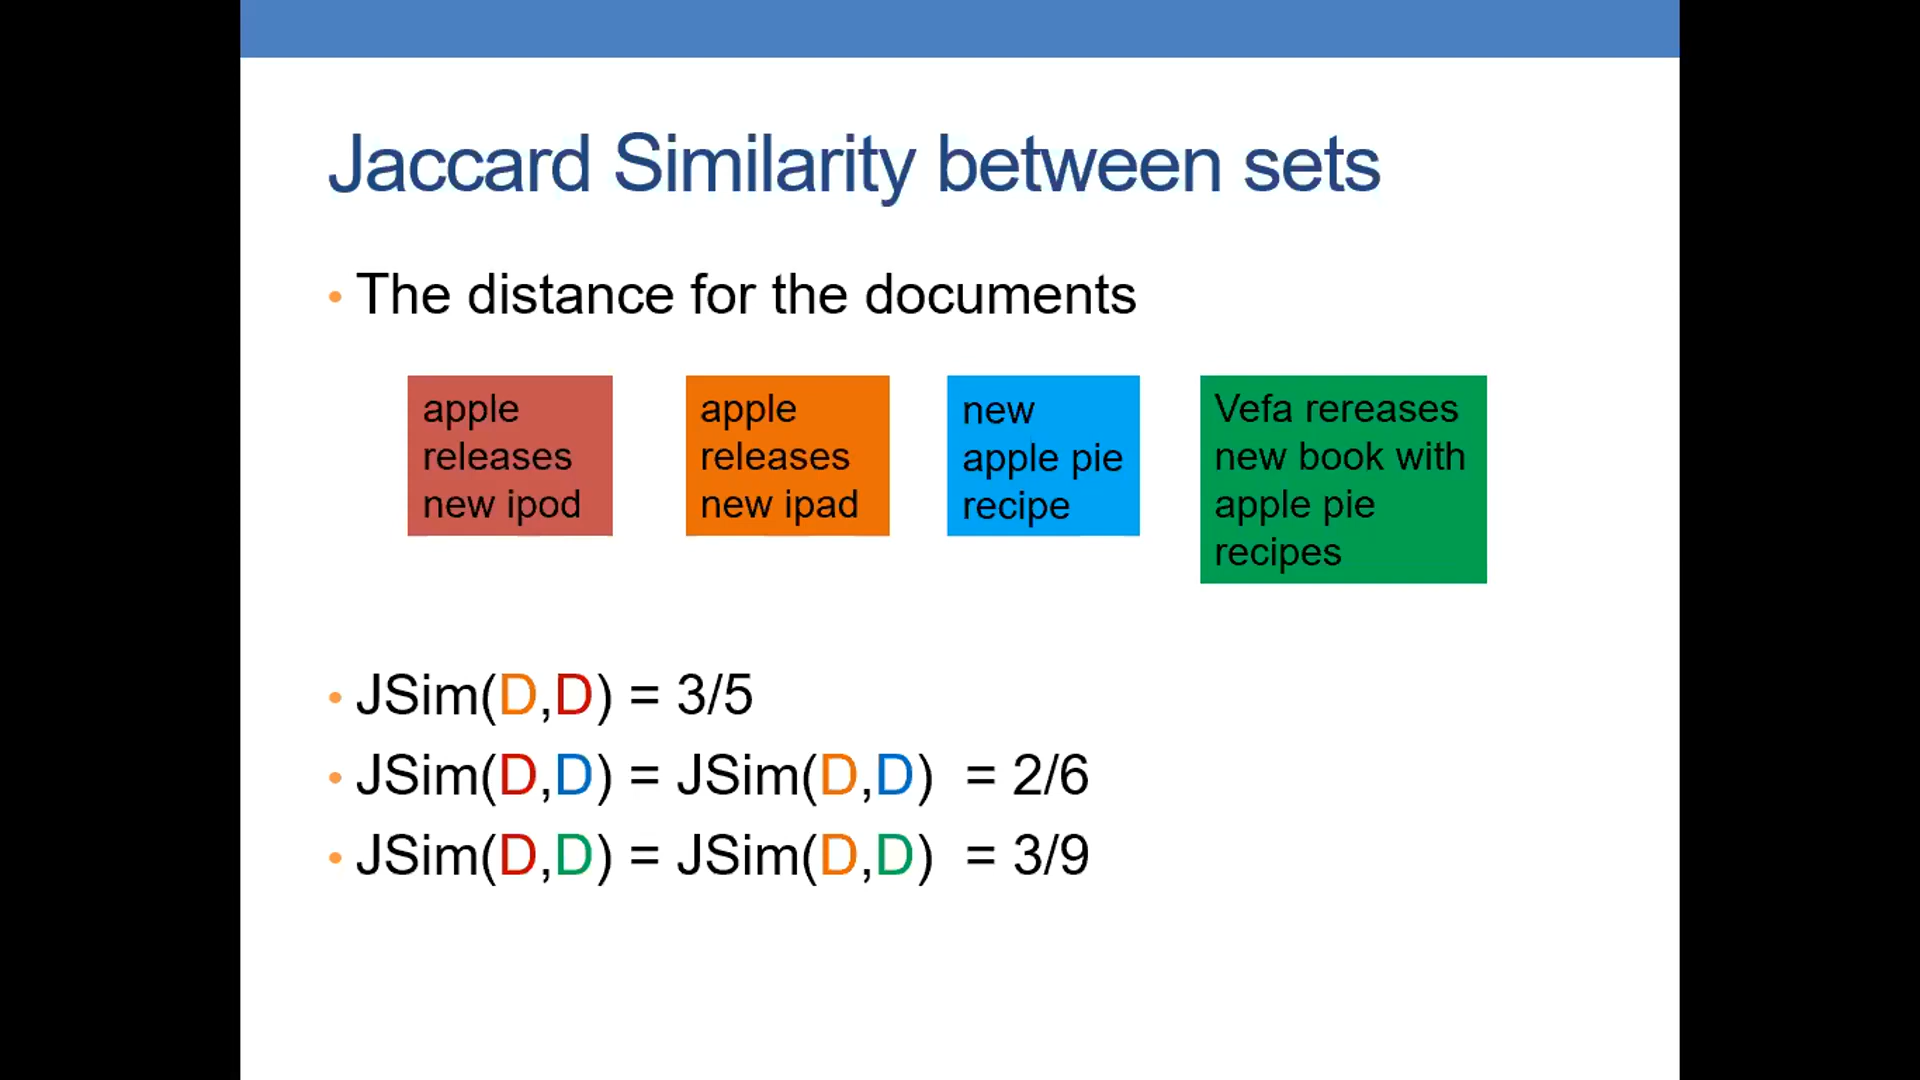 Jaccard Similarity between sets
• The distance for the documents
apple
releases
new ipod
apple
releases
new ipad
new
apple pie
recipe
Vefa rereases
new book with
apple pie
recipes
• JSim(D,D) = 3/5
• JSim(D,D) = JSim(D,D) = 2/6
• JSim(D,D) = JSim(D,D) = 3/9